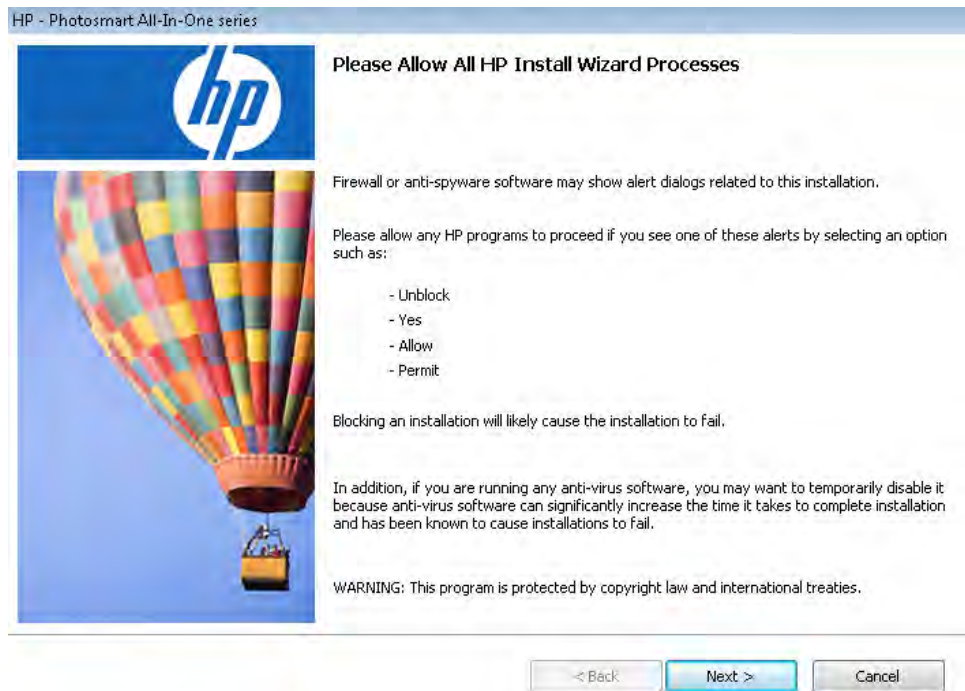 HP - Photosmart All-In-One series
hp
Please Allow All HP Install Wizard Processes
Firewall or anti-spyware software may show alert dialogs related to this installation.
Please allow any HP programs to proceed if you see one of these alerts by selecting an option
such as:
- Unblock
- Yes
- Allow
- Permit
Blocking an installation will likely cause the installation to fail.
In addition, if you are running any anti-virus software, you may want to temporarily disable it
because anti-virus software can significantly increase the time it takes to complete installation
and has been known to cause installations to fail.
WARNING: This program is protected by copyright law and international treaties.
< Back Next > Cancel